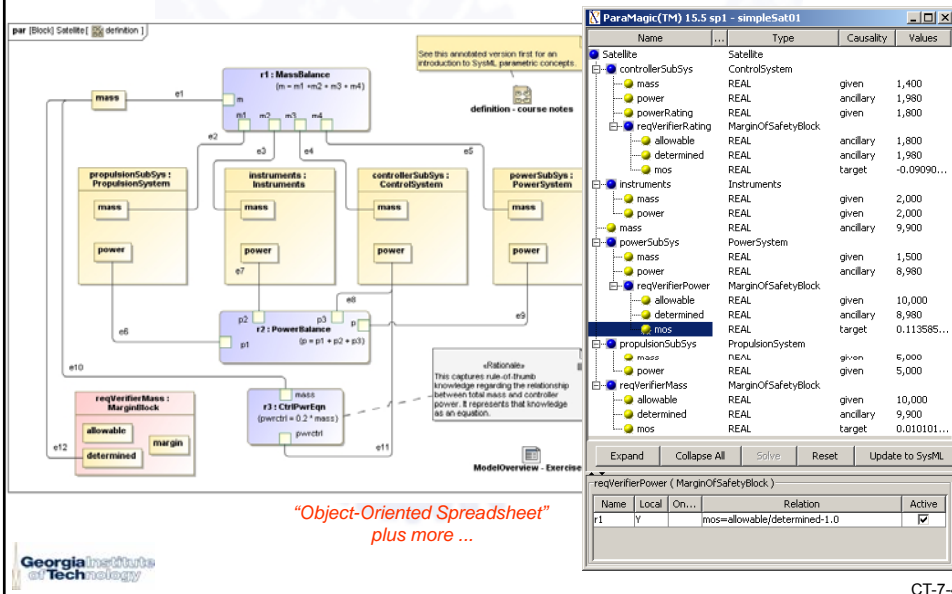 par [Block] Satellite[ definition ]
See this annotated version first for an
introduction to SysML parametric concepts.
definition - course notes
r1 : MassBalance
{m = m1 +m2 + m3 + m4}
m
m1 m2 m3 m4
mass
e1
e2
e3
e4
e5
propulsionSubSys :
PropulsionSystem
mass
power
instruments :
Instruments
mass
power
controllerSubSys :
ControlSystem
mass
power
powerSubSys :
PowerSystem
mass
power
e7
e8
e9
e6
p2 p3 p
r2 : PowerBalance
{p = p1 + p2 + p3}
p1
e10
«Rationale»
This captures rule-of-thumb
knowledge regarding the relationship
between total mass and controller
power. It represents that knowledge
as an equation.
mass
r3 : CtrlPwrEqn
{pwrctrl = 0.2 * mass}
pwrctrl
e11
reqVerifierMass :
MarginBlock
allowable
margin
determined
e12
ModelOverview - Exercise
"Object-Oriented Spreadsheet"
plus more ...
Georgia Institute
of Technology
CT-7-
ParaMagic(TM) 15.5 sp1 - simpleSat01
Name ... Type Causality Values
Satellite Satellite
controllerSubSys ControlSystem
mass REAL given 1,400
power REAL ancillary 1,980
powerRating REAL given 1,800
reqVerifierRating MarginOfSafetyBlock
allowable REAL ancillary 1,800
determined REAL ancillary 1,980
mos REAL target -0.09090...
instruments Instruments
mass REAL given 2,000
power REAL given 2,000
mass REAL ancillary 9,900
powerSubSys PowerSystem
mass REAL given 1,500
power REAL ancillary 8,980
reqVerifierPower MarginOfSafetyBlock
allowable REAL given 10,000
determined REAL ancillary 8,980
mos REAL target 0.113585...
propulsionSubSys PropulsionSystem
mass REAL given 5,000
power REAL given 5,000
reqVerifierMass MarginOfSafetyBlock
allowable REAL given 10,000
determined REAL ancillary 9,900
mos REAL target 0.010101...
Expand Collapse All Solve Reset Update to SysML
reqVerifierPower ( MarginOfSafetyBlock )
Name Local On... Relation Active
r1 Y mos=allowable/determined-1.0